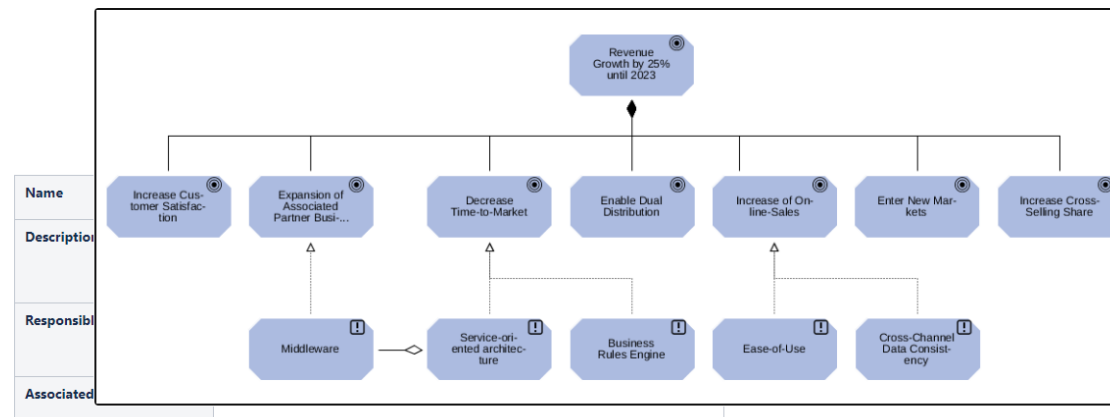 Revenue
Growth by 25%
until 2023
Name
Increase Cus-
tomer Satisfac-
tion
Expansion of
Associated
Partner Busi-...
Decrease
Time-to-Market
Enable Dual
Distribution
Increase of On-
line-Sales
Enter New Mar-
kets
Increase Cross-
Selling Share
Description
Responsibl
Middleware
Service-ori-
ented architec-
ture
Business
Rules Engine
Ease-of-Use
Cross-Channel
Data Consist-
ency
Associated